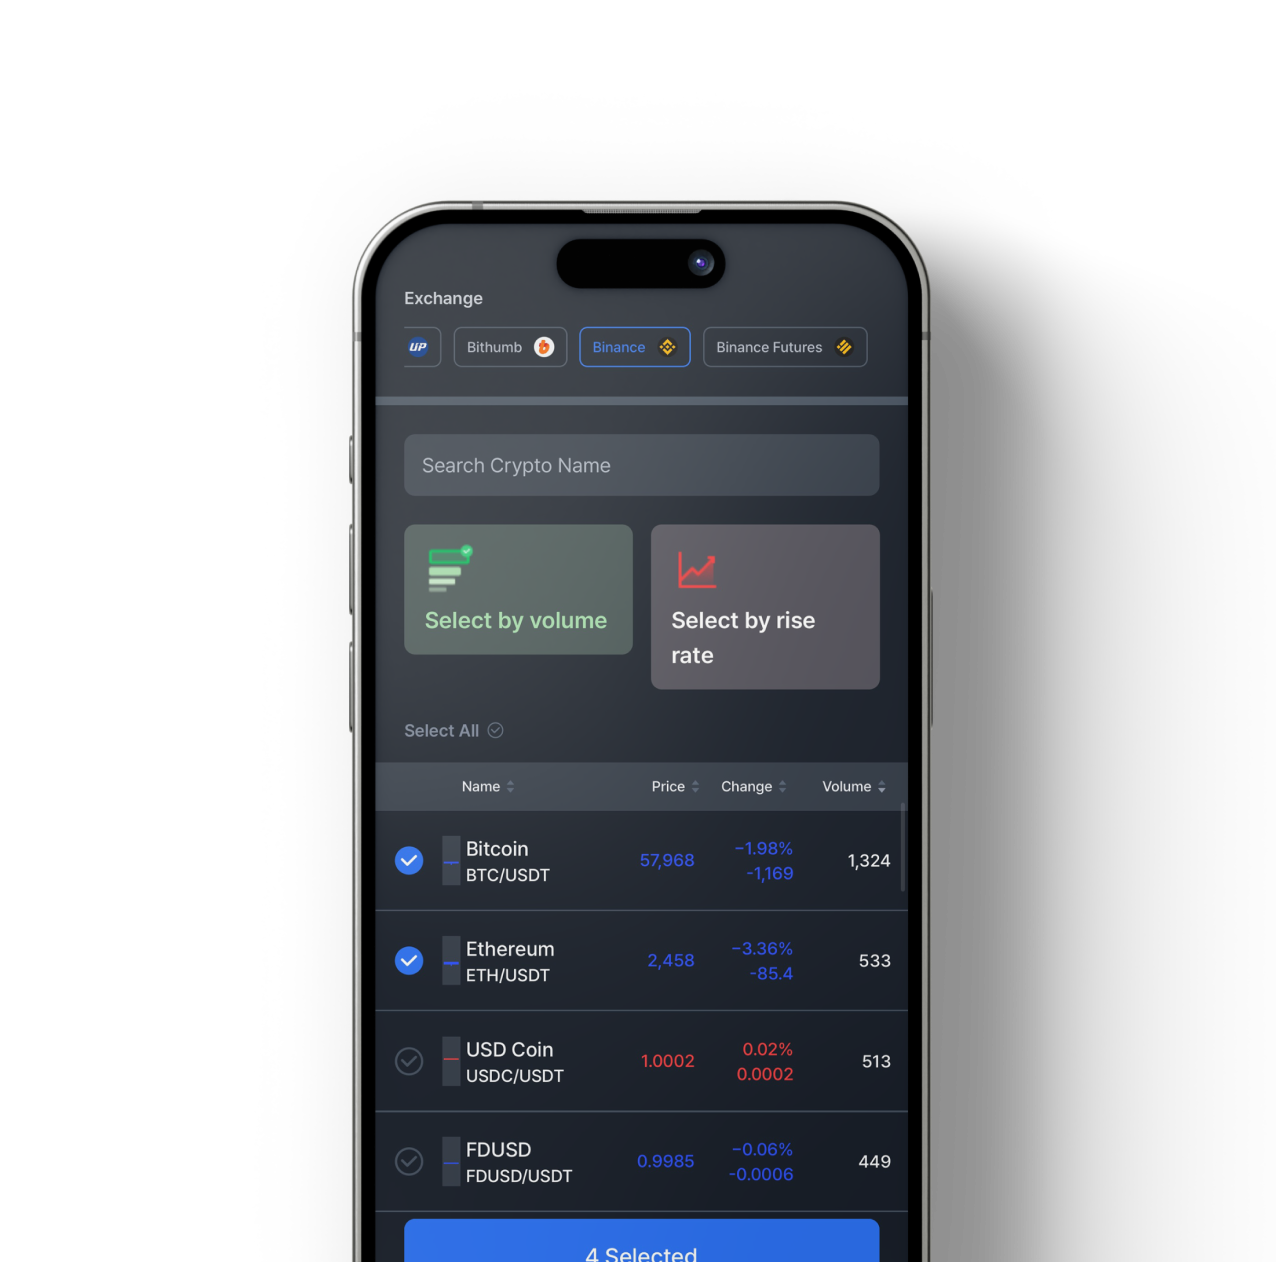 Exchange
UP
Bithumb
Binance
Binance Futures
Search Crypto Name
Select by volume
Select by rise
rate
Select All
Name Price Change Volume
Bitcoin
BTC/USDT
57,968
−1.98%
-1,169
1,324
Ethereum
ETH/USDT
2,458
−3.36%
-85.4
533
USD Coin
USDC/USDT
1.0002
0.02%
0.0002
513
FDUSD
FDUSD/USDT
0.9985
−0.06%
-0.0006
449
4 Selected